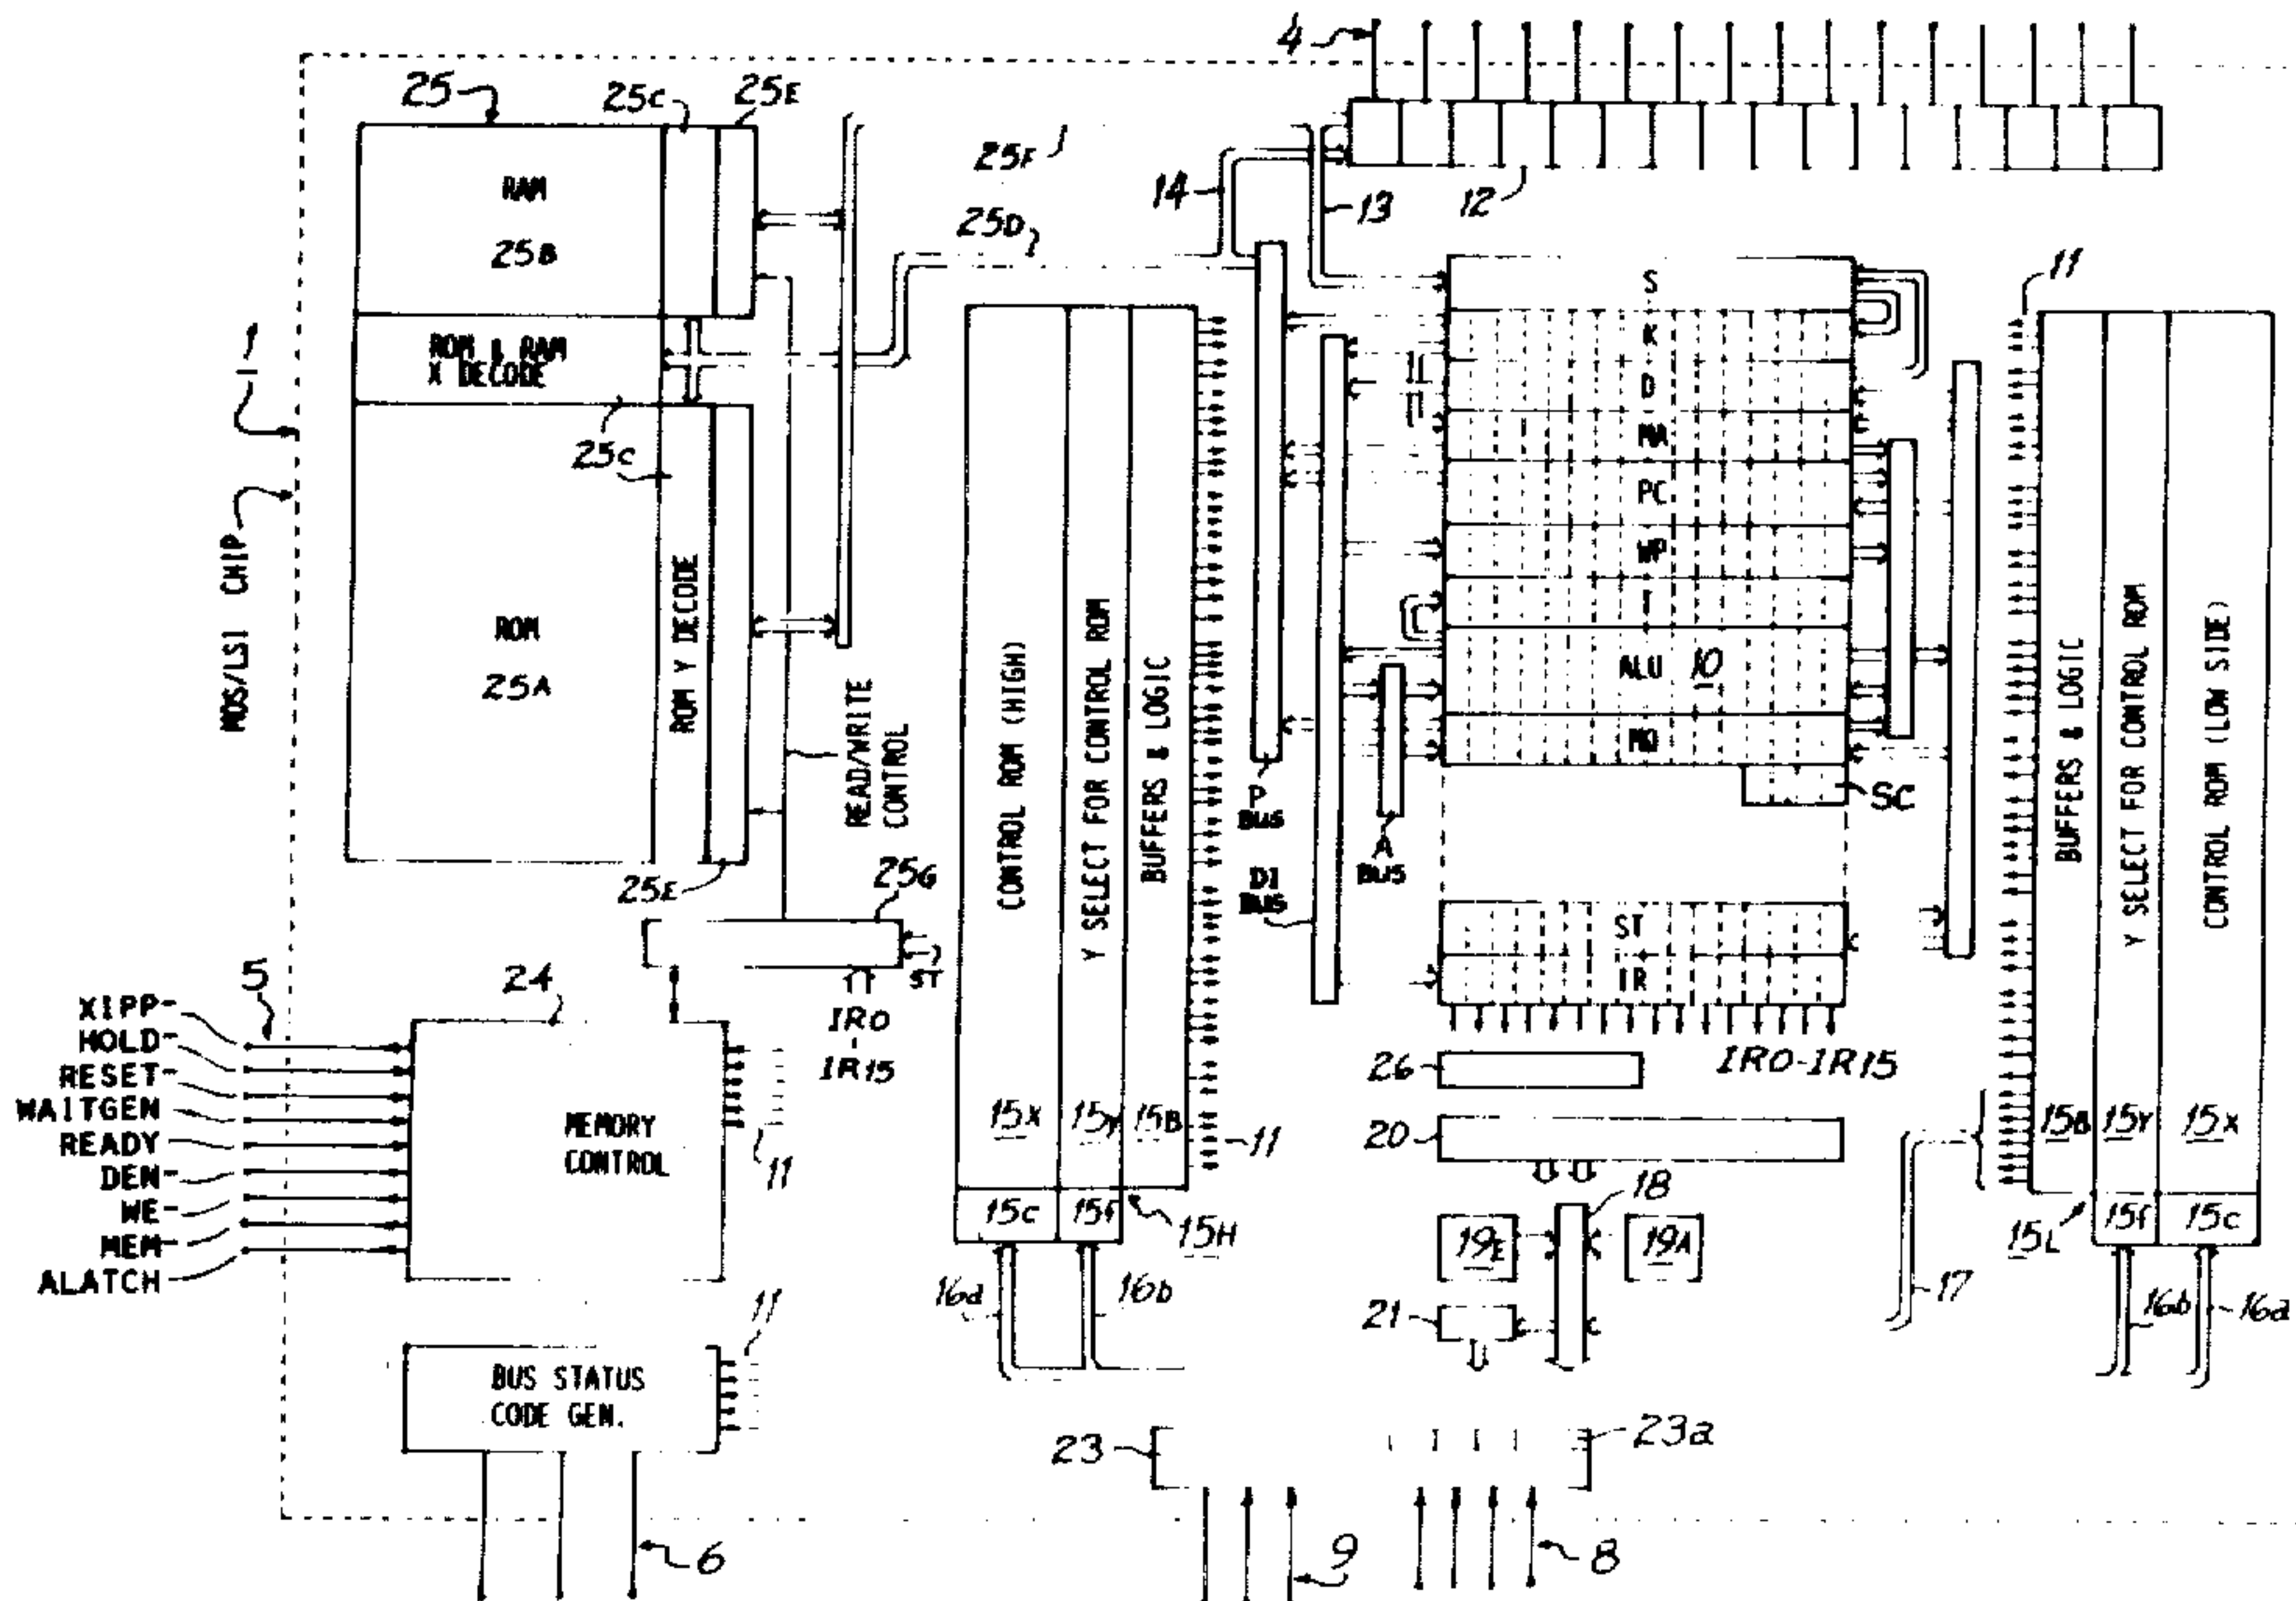 4
25
25C
25E
25F
14
13
12
RAM
25B
25D
S
11
1
ROM & RAM
X DECODE
K
D
MA
25C
PC
MOS/LSI CHIP
ROM
25A
ROM Y DECODE
T
ALU 10
READ/WRITE
CONTROL
CONTROL ROM (HIGH)
Y SELECT FOR CONTROL ROM
BUFFERS & LOGIC
P
BUS
DI
BUS
A
BUS
SC
BUFFERS & LOGIC
Y SELECT FOR CONTROL ROM
CONTROL ROM (LOW SIDE)
25E
25G
ST
ST
IR
5
24
IR0
-
IR15
IR0-IR15
XIPP
HOLD
RESET
WAITGEN
READY
DEN
WE
MEM
ALATCH
MEMORY
CONTROL
11
15X
15Y
15B
11
26
20
15B
15Y
15X
15C
15f
15H
18
19E
19A
15L
15f
15C
16a
16b
21
17
16b
16a
11
BUS STATUS
CODE GEN.
23
23a
6
9
8